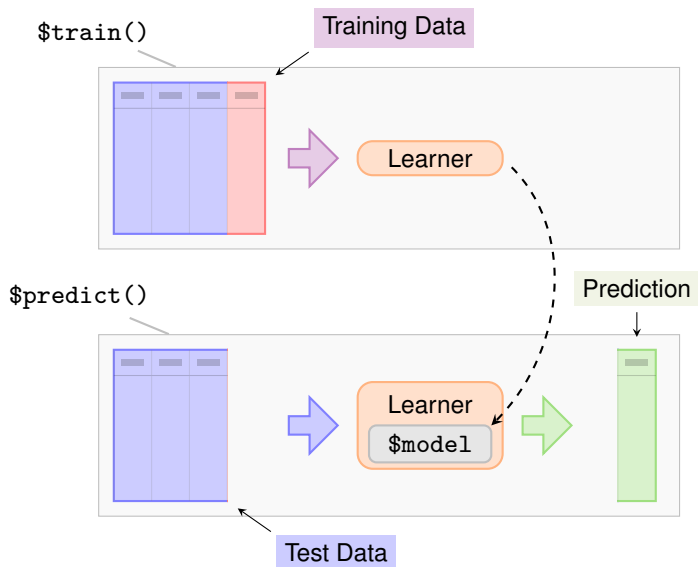 $train()
Training Data
Learner
$predict()
Prediction
Learner
$model
Test Data